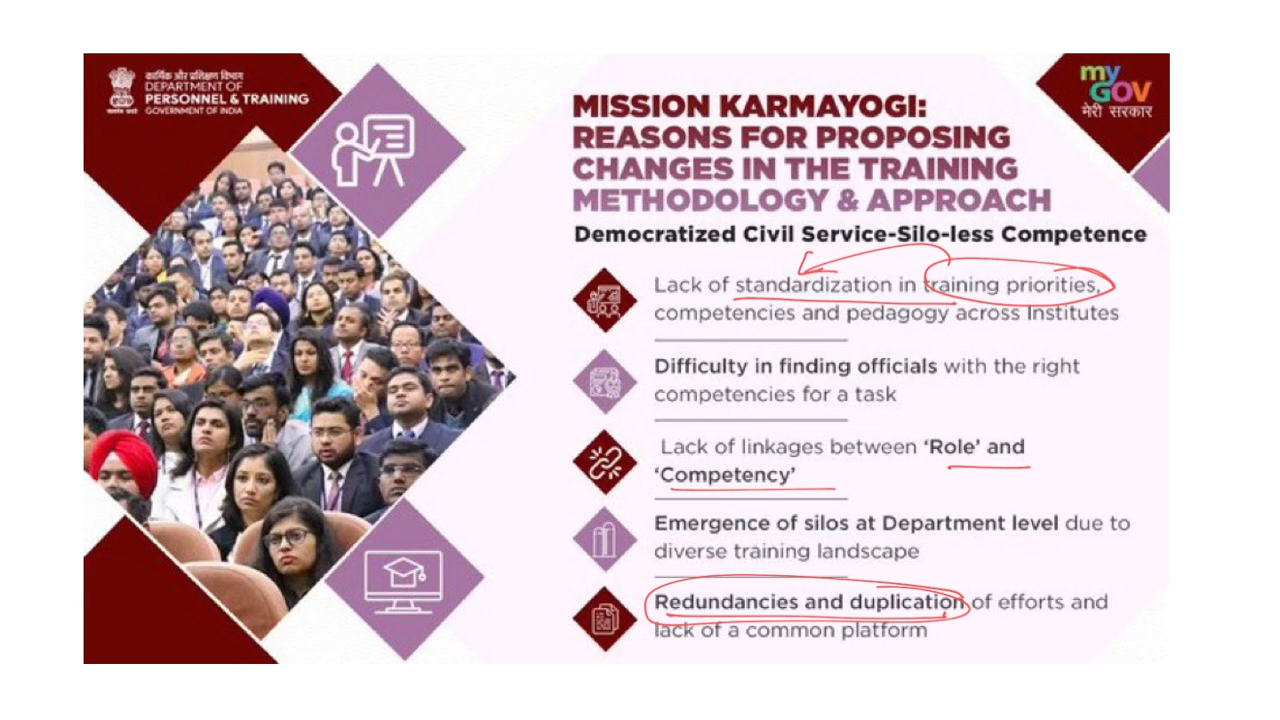 कार्मिक और प्रशिक्षण विभाग
DEPARTMENT OF
PERSONNEL & TRAINING
GOVERNMENT OF INDIA
सत्यमेव जयते
my
GOV
मेरी सरकार
MISSION KARMAYOGI:
REASONS FOR PROPOSING
CHANGES IN THE TRAINING
METHODOLOGY & APPROACH
Democratized Civil Service-Silo-less Competence
Lack of standardization in training priorities,
competencies and pedagogy across Institutes
Difficulty in finding officials with the right
competencies for a task
Lack of linkages between ‘Role’ and
‘Competency’
Emergence of silos at Department level due to
diverse training landscape
Redundancies and duplication of efforts and
lack of a common platform